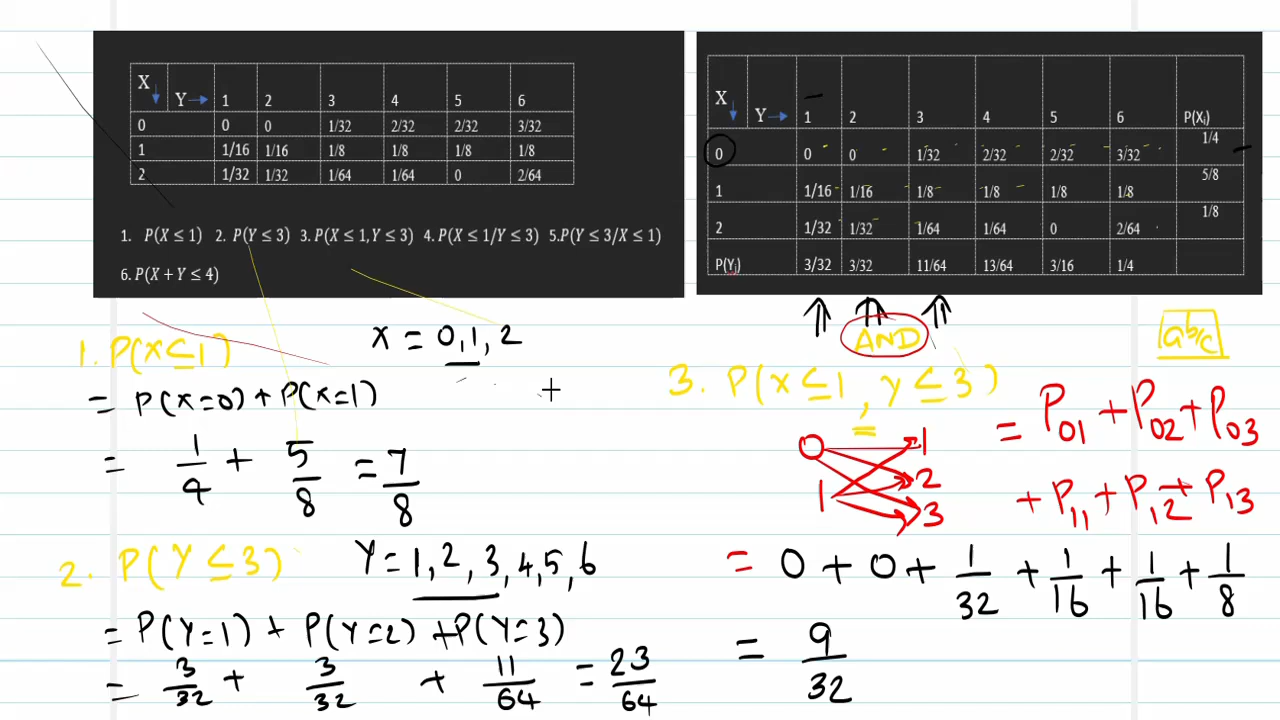 X Y 1 2 3 4 5 6
0 0 0 1/32 2/32 2/32 3/32
1 1/16 1/16 1/8 1/8 1/8 1/8
2 1/32 1/32 1/64 1/64 0 2/64
1. P(X ≤ 1) 2. P(Y ≤ 3) 3. P(X ≤ 1, Y ≤ 3) 4. P(X ≤ 1/Y ≤ 3) 5. P(Y ≤ 3/X ≤ 1)
6. P(X + Y ≤ 4)
X Y 1 2 3 4 5 6 P(Xᵢ)
0 0 0 1/32 2/32 2/32 3/32 1/4
1 1/16 1/16 1/8 1/8 1/8 1/8 5/8
2 1/32 1/32 1/64 1/64 0 2/64 1/8
P(Yⱼ) 3/32 3/32 11/64 13/64 3/16 1/4
1. P(X ≤ 1) X = 0, 1, 2
= P(X=0) + P(X=1) +
= 1/4 + 5/8 = 7/8
2. P(Y ≤ 3) Y = 1, 2, 3, 4, 5, 6
= P(Y=1) + P(Y=2) + P(Y=3)
= 3/32 + 3/32 + 11/64 = 23/64
AND
ab/c
3. P(X ≤ 1, Y ≤ 3)
0 1
1 2
3
= P01 + P02 + P03
+ P11 + P12 + P13
= 0 + 0 + 1/32 + 1/16 + 1/16 + 1/8
= 9/32